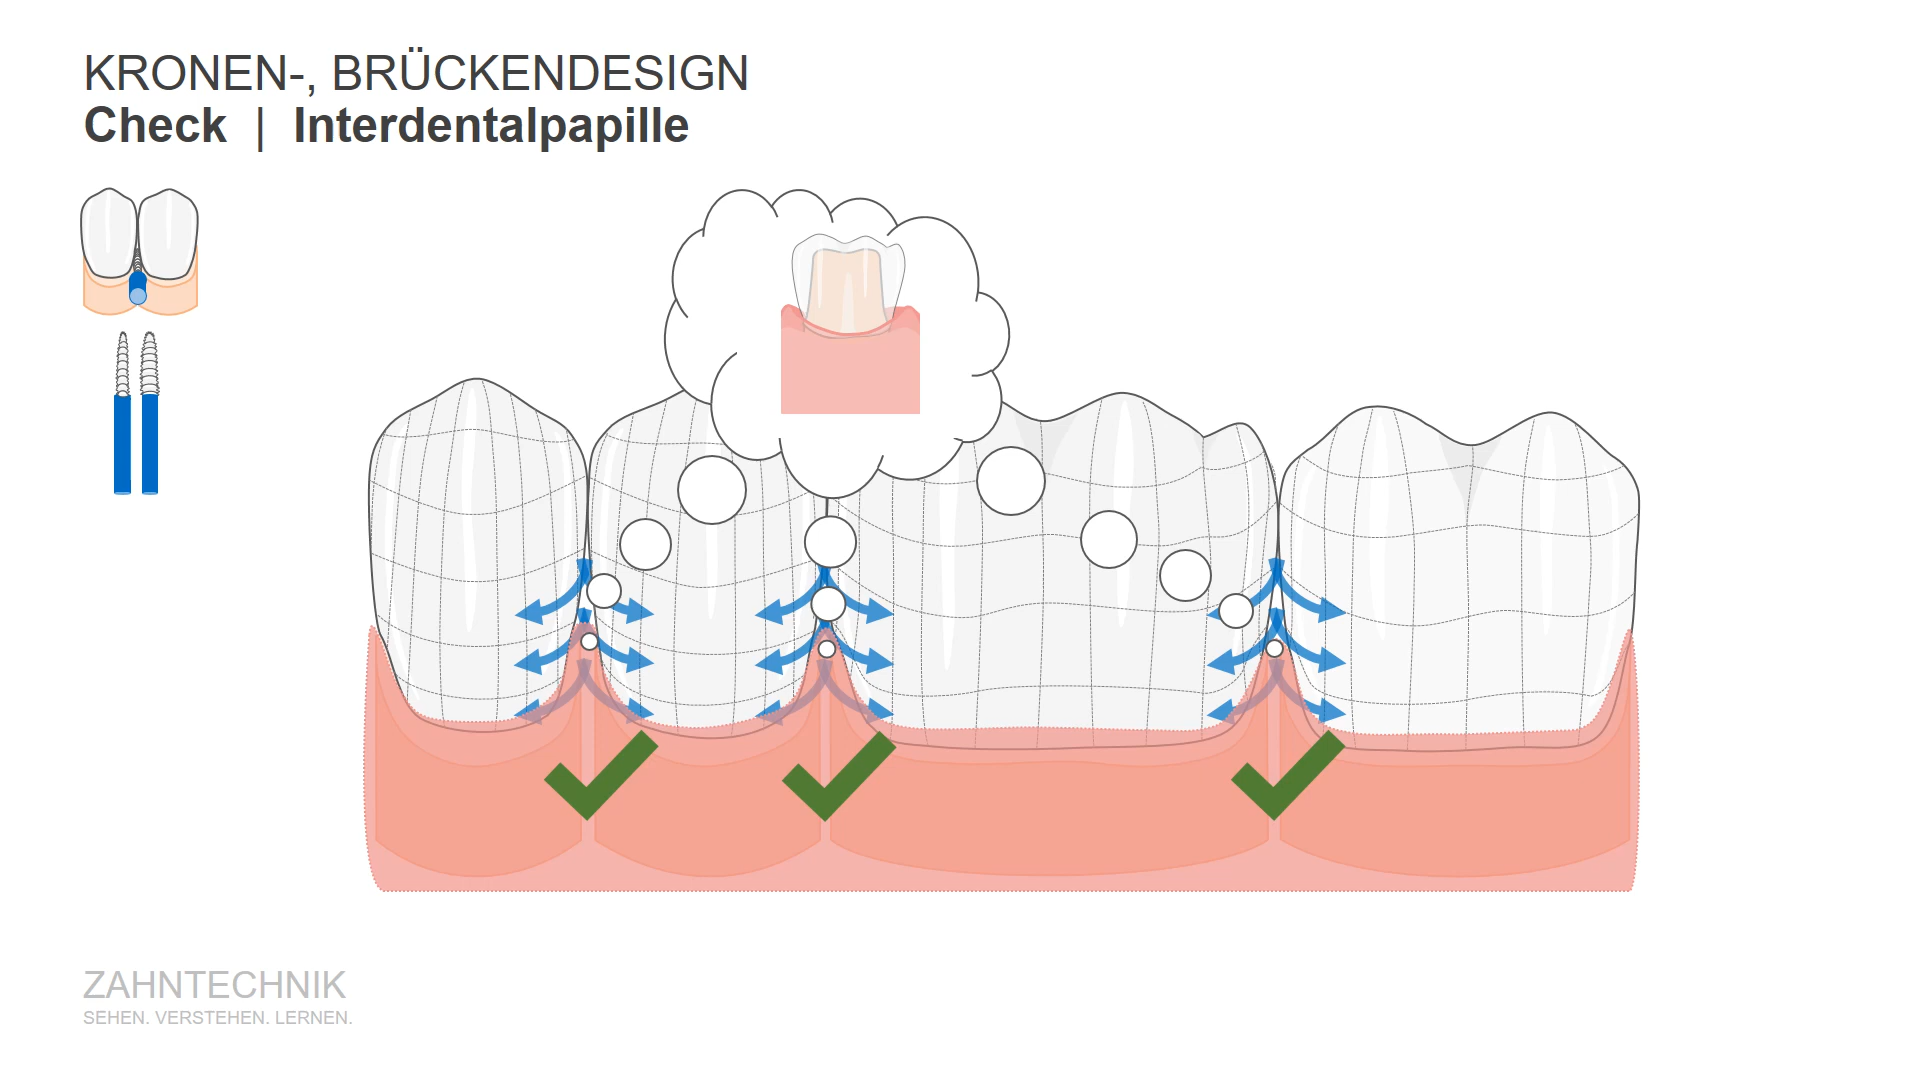 KRONEN-, BRÜCKENDESIGN
Check | Interdentalpapille
ZAHNTECHNIK
SEHEN. VERSTEHEN. LERNEN.